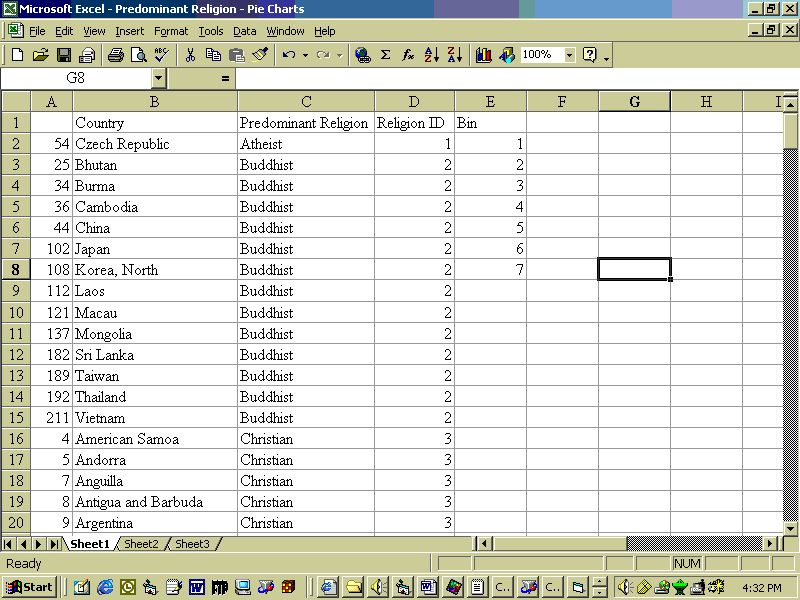 Microsoft Excel - Predominant Religion - Pie Charts
File Edit View Insert Format Tools Data Window Help
100%
G8 =
A B C D E F G H I
1 Country Predominant Religion Religion ID Bin
2 54 Czech Republic Atheist 1 1
3 25 Bhutan Buddhist 2 2
4 34 Burma Buddhist 2 3
5 36 Cambodia Buddhist 2 4
6 44 China Buddhist 2 5
7 102 Japan Buddhist 2 6
8 108 Korea, North Buddhist 2 7
9 112 Laos Buddhist 2
10 121 Macau Buddhist 2
11 137 Mongolia Buddhist 2
12 182 Sri Lanka Buddhist 2
13 189 Taiwan Buddhist 2
14 192 Thailand Buddhist 2
15 211 Vietnam Buddhist 2
16 4 American Samoa Christian 3
17 5 Andorra Christian 3
18 7 Anguilla Christian 3
19 8 Antigua and Barbuda Christian 3
20 9 Argentina Christian 3
Sheet1 Sheet2 Sheet3
Ready NUM
Start C.. C.. 4:32 PM